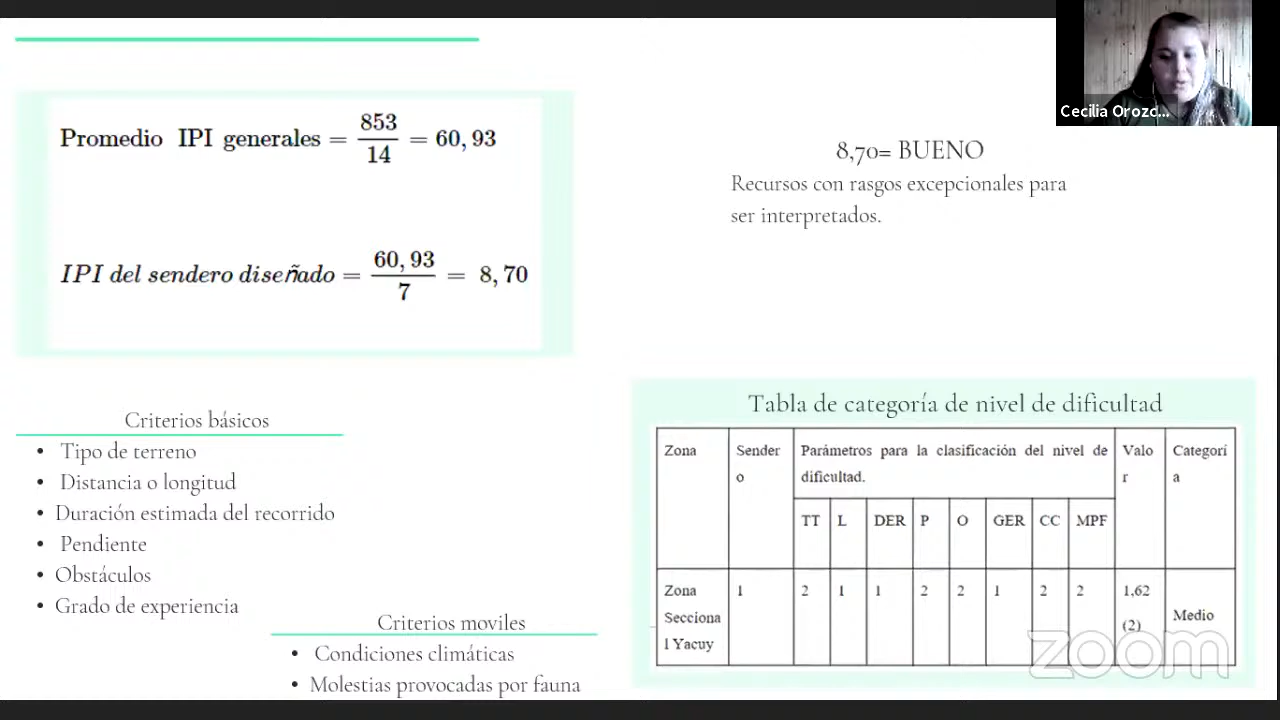 Cecilia Orozc...
Promedio IPI generales = 853/14 = 60, 93
IPI del sendero diseñado = 60, 93/7 = 8, 70
8,70= BUENO
Recursos con rasgos excepcionales para
ser interpretados.
Criterios básicos
• Tipo de terreno
• Distancia o longitud
• Duración estimada del recorrido
• Pendiente
• Obstáculos
• Grado de experiencia
Criterios moviles
• Condiciones climáticas
• Molestias provocadas por fauna
Tabla de categoría de nivel de dificultad
Zona
Sender
o
Parámetros para la clasificación del nivel de
dificultad.
Valo
r
Categorí
a
TT L DER P O GER CC MPF
Zona
Secciona
l Yacuy
1
2 1 1 2 2 1 2 2
1,62
(2)
Medio
zoom